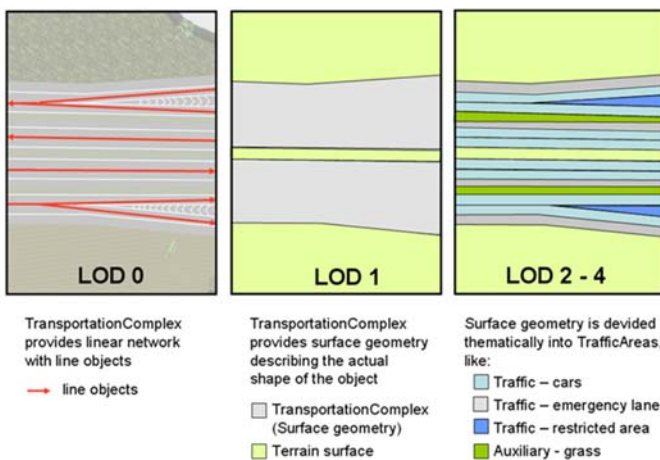 LOD 0
LOD 1
LOD 2 - 4
TransportationComplex
provides linear network
with line objects
line objects
TransportationComplex
provides surface geometry
describing the actual
shape of the object
TransportationComplex
(Surface geometry)
Terrain surface
Surface geometry is devided
thematically into TrafficAreas,
like:
Traffic – cars
Traffic – emergency lane
Traffic – restricted area
Auxiliary - grass